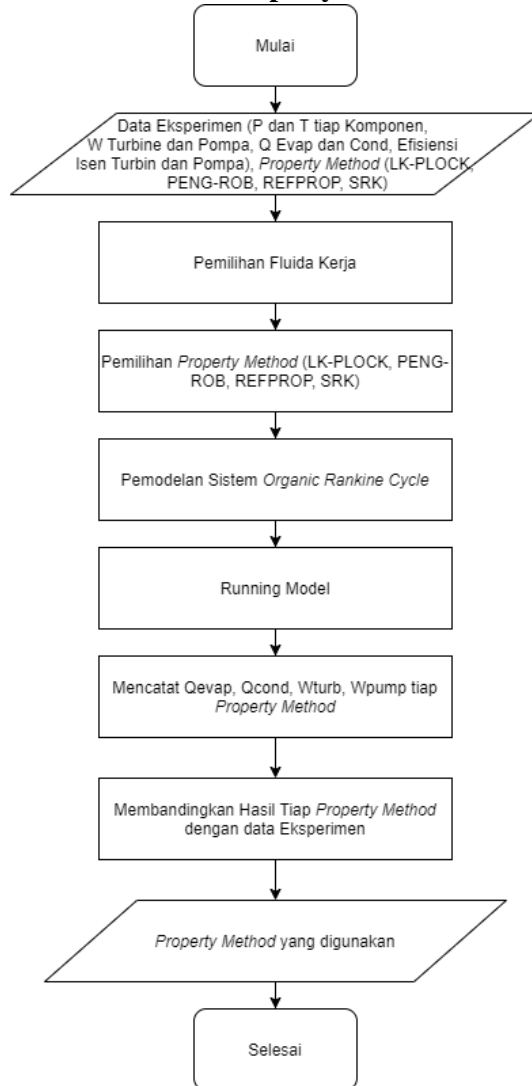 Mulai
Data Eksperimen (P dan T tiap Komponen,
W Turbine dan Pompa, Q Evap dan Cond, Efisiensi
Isen Turbin dan Pompa), Property Method (LK-PLOCK,
PENG-ROB, REFPROP, SRK)
Pemilihan Fluida Kerja
Pemilihan Property Method (LK-PLOCK, PENG-
ROB, REFPROP, SRK)
Pemodelan Sistem Organic Rankine Cycle
Running Model
Mencatat Qevap, Qcond, Wturb, Wpump tiap
Property Method
Membandingkan Hasil Tiap Property Method
dengan data Eksperimen
Property Method yang digunakan
Selesai